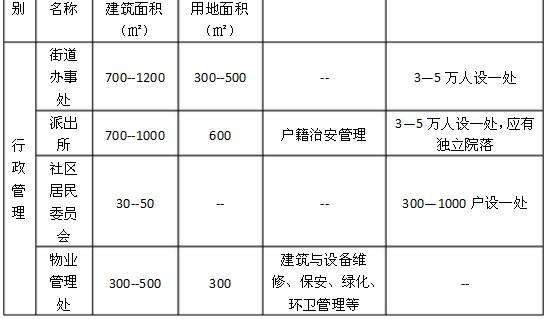 别 名称 建筑面积（㎡） 用地面积（㎡）
行政管理
街道办事处 700--1200 300--500 -- 3—5 万人设一处
派出所 700--1000 600 户籍治安管理 3—5 万人设一处，应有独立院落
社区居民委员会 30--50 -- -- 300—1000 户设一处
物业管理处 300--500 300 建筑与设备维修、保安、绿化、环卫管理等 --